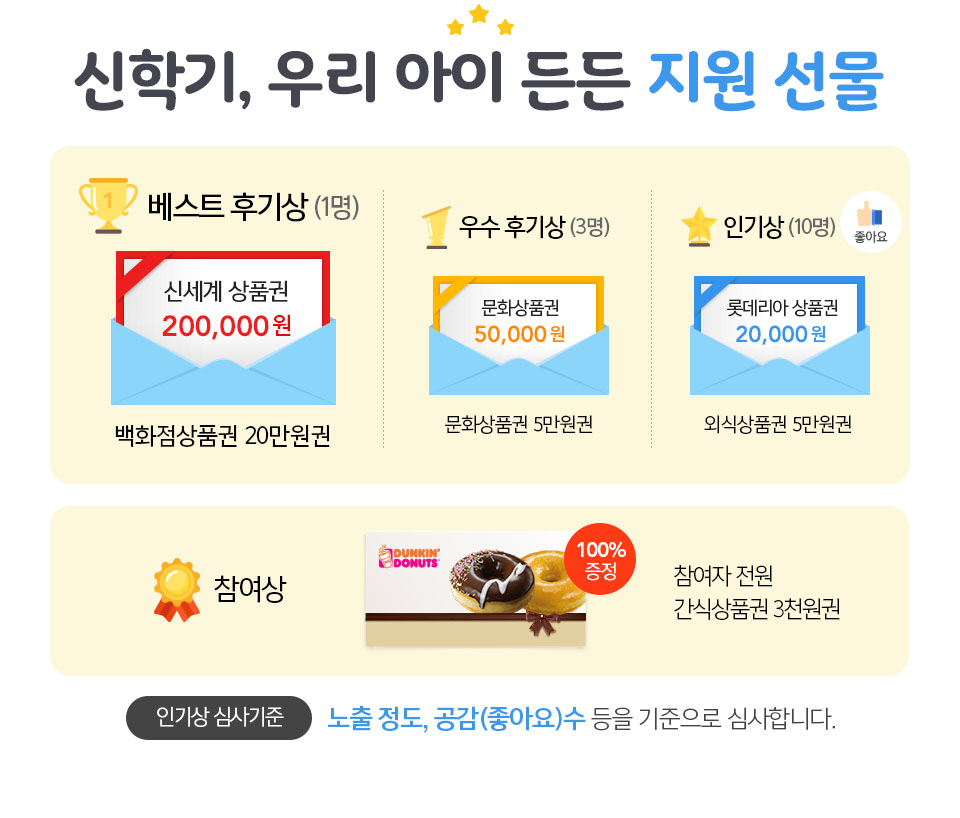 신학기, 우리 아이 든든 지원 선물
1
베스트 후기상 (1명)
신세계 상품권
200,000원
백화점상품권 20만원권
우수 후기상 (3명)
문화상품권
50,000원
문화상품권 5만원권
인기상 (10명)
좋아요
롯데리아 상품권
20,000원
외식상품권 5만원권
참여상
DUNKIN'
DONUTS
100%
증정
참여자 전원
간식상품권 3천원권
인기상 심사기준
노출 정도, 공감(좋아요)수 등을 기준으로 심사합니다.